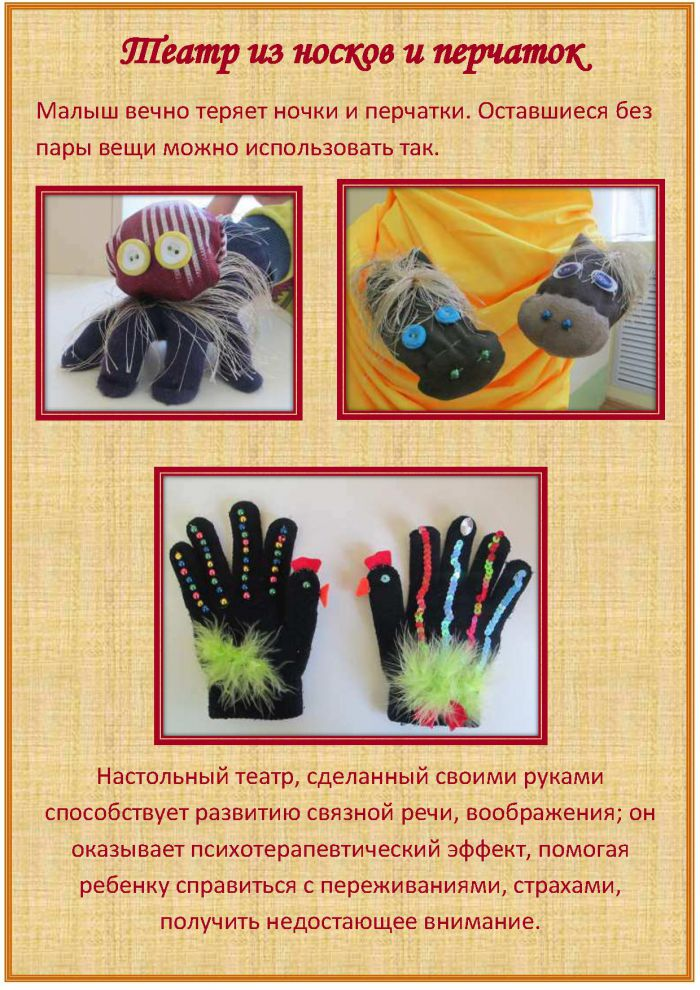 Театр из носков и перчаток
Малыш вечно теряет ночки и перчатки. Оставшиеся без
пары вещи можно использовать так.
Настольный театр, сделанный своими руками
способствует развитию связной речи, воображения; он
оказывает психотерапевтический эффект, помогая
ребенку справиться с переживаниями, страхами,
получить недостающее внимание.